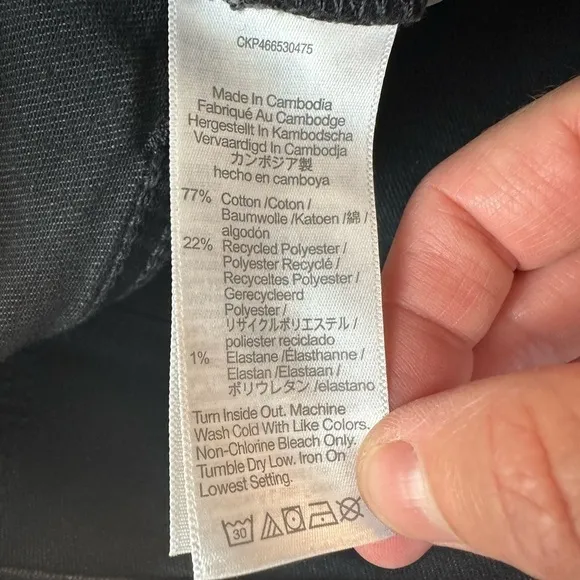 CKP466530475
Made In Cambodia
Fabriqué Au Cambodge
Hergestellt In Kambodscha
Vervaardigd In Cambodja
カンボジア製
hecho en camboya
77% Cotton /Coton /
Baumwolle /Katoen /綿 /
algodón
22% Recycled Polyester /
Polyester Recyclé /
Recyceltes Polyester /
Gerecycleerd
Polyester /
リサイクルポリエステル /
poliester reciclado
1% Elastane /Élasthanne /
Elastan /Elastaan /
ポリウレタン /elastano
Turn Inside Out. Machine
Wash Cold With Like Colors.
Non-Chlorine Bleach Only.
Tumble Dry Low. Iron On
Lowest Setting.
30